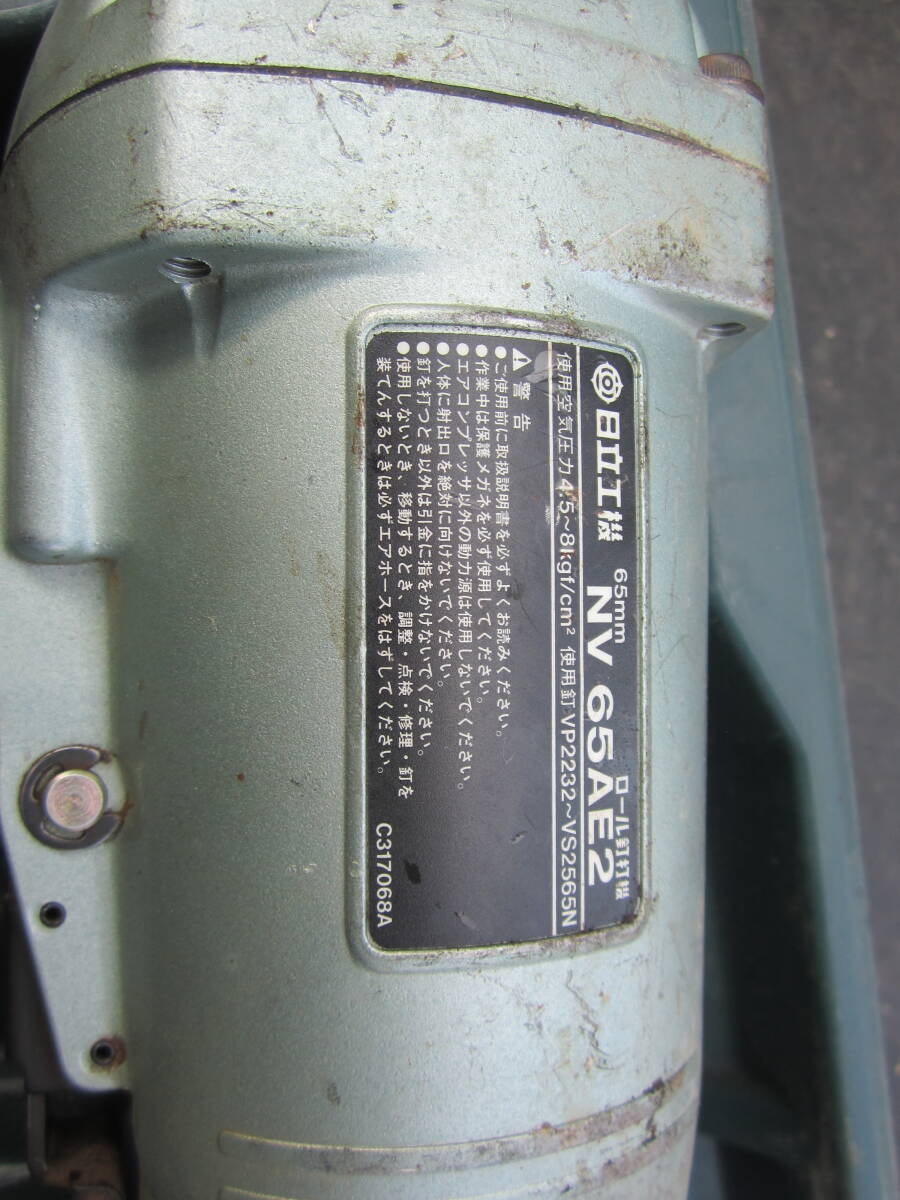 日立工機 65mm NV 65AE2 ロール釘打機
使用空気圧力4.5～8kgf/cm² 使用釘 VP2232～VS2565N
警告
●ご使用前に取扱説明書を必ずよくお読みください。
●作業中は保護メガネを必ず使用してください。
●エアコンプレッサ以外の動力源は使用しないでください。
●人体に射出口を絶対に向けないでください。
●釘を打つとき以外は引金に指をかけないでください。
●使用しないとき、移動するとき、調整・点検・修理・釘を
装てんするときは必ずエアホースをはずしてください。
C317068A